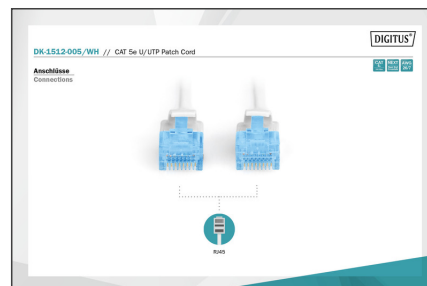 DIGITUS®
DK-1512-005/WH // CAT 5e U/UTP Patch Cord
Anschlüsse
Connections
RJ45